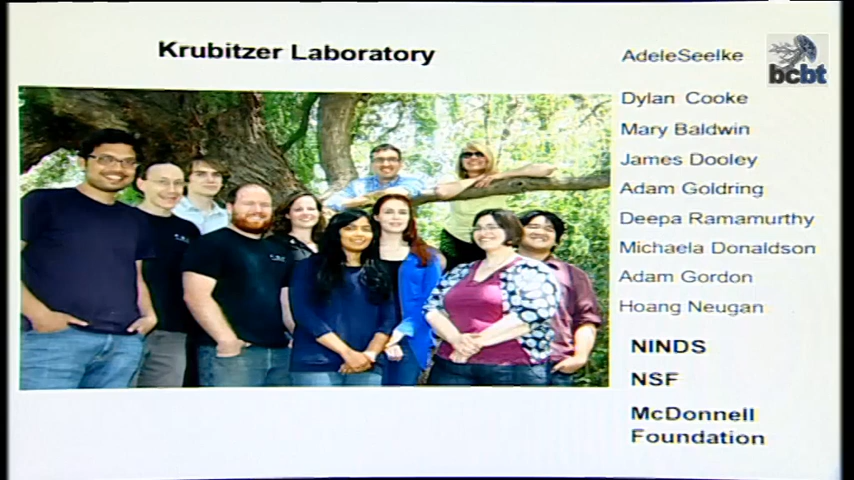 Krubitzer Laboratory
AdeleSeelke
bcbt
Dylan Cooke
Mary Baldwin
James Dooley
Adam Goldring
Deepa Ramamurthy
Michaela Donaldson
Adam Gordon
Hoang Neugan
NINDS
NSF
McDonnell
Foundation